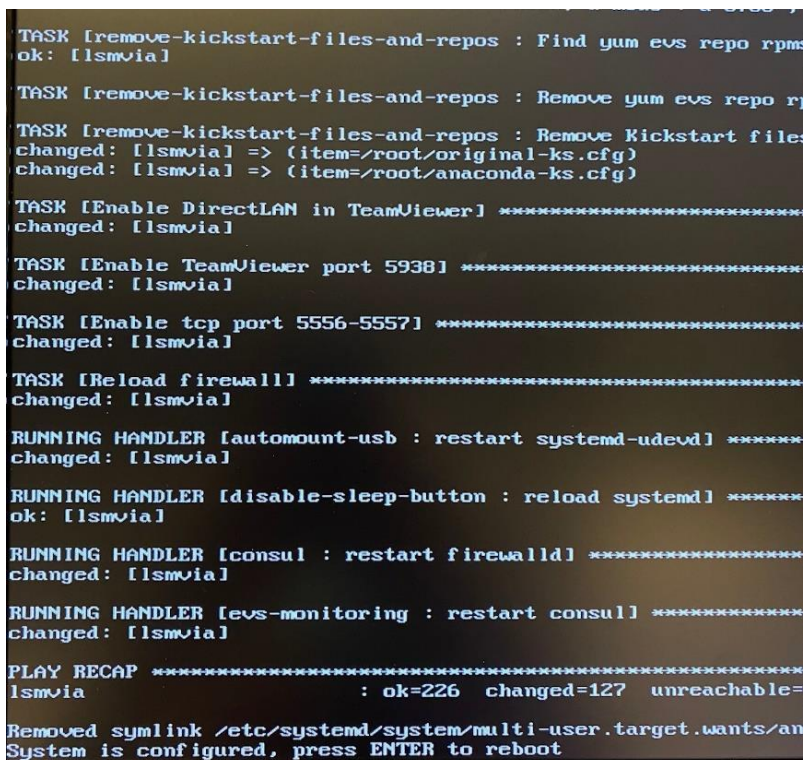 TASK [remove-kickstart-files-and-repos : Find yum evs repo rpms
ok: [lsmvia]
TASK [remove-kickstart-files-and-repos : Remove yum evs repo
TASK [remove-kickstart-files-and-repos : Remove Kickstart files
changed: [lsmvia] => (item=/root/original-ks.cfg)
changed: [lsmvia] => (item=/root/anaconda-ks.cfg)
TASK [Enable DirectLAN in TeamViewer] **************************
changed: [lsmvia]
TASK [Enable TeamViewer port 5938] *****************************
changed: [lsmvia]
TASK [Enable tcp port 5556-5557] *******************************
changed: [lsmvia]
TASK [Reload firewall] *****************************************
changed: [lsmvia]
RUNNING HANDLER [automount-usb : restart systemd-udevd] ******
changed: [lsmvia]
RUNNING HANDLER [disable-sleep-button : reload systemd] ******
ok: [lsmvia]
RUNNING HANDLER [consul : restart firewalld] *****************
changed: [lsmvia]
RUNNING HANDLER [evs-monitoring : restart consul] ************
changed: [lsmvia]
PLAY RECAP *****************************************************
lsmvia : ok=226 changed=127 unreachable=
Removed symlink /etc/systemd/system/multi-user.target.wants/an
System is configured, press ENTER to reboot